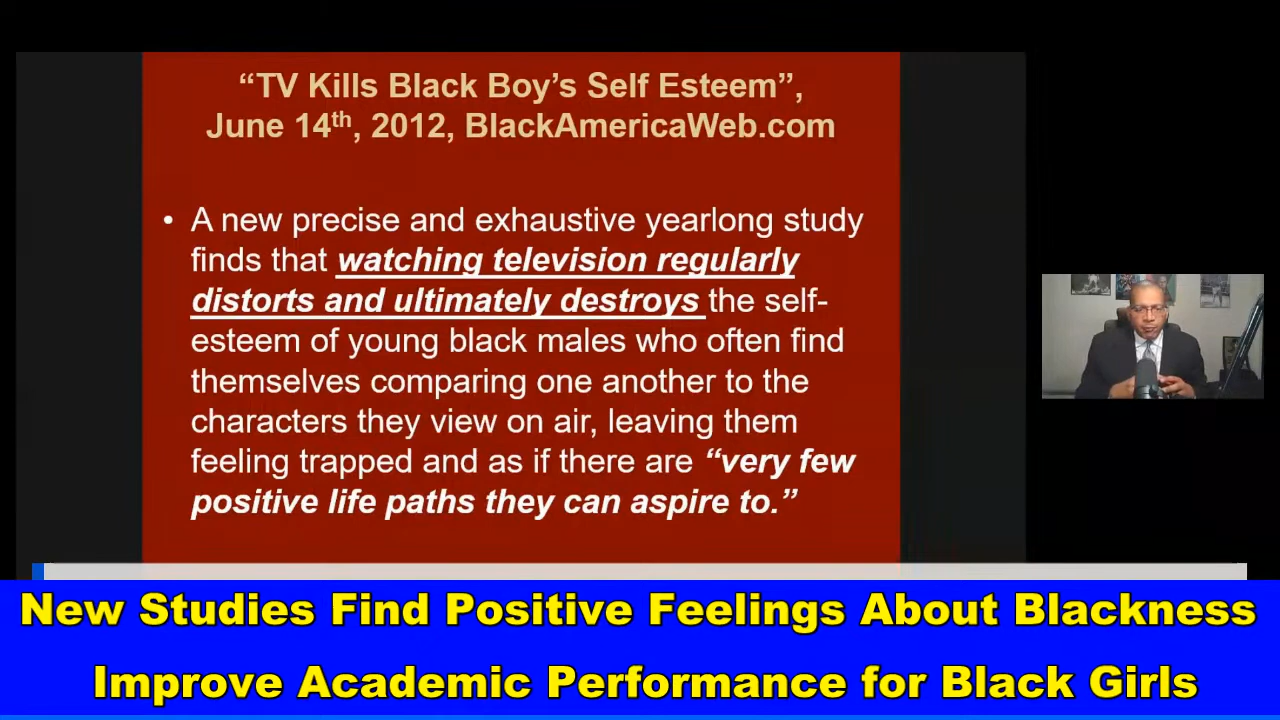 “TV Kills Black Boy’s Self Esteem”,
June 14th, 2012, BlackAmericaWeb.com
• A new precise and exhaustive yearlong study
finds that watching television regularly
distorts and ultimately destroys the self-
esteem of young black males who often find
themselves comparing one another to the
characters they view on air, leaving them
feeling trapped and as if there are “very few
positive life paths they can aspire to.”
New Studies Find Positive Feelings About Blackness
Improve Academic Performance for Black Girls